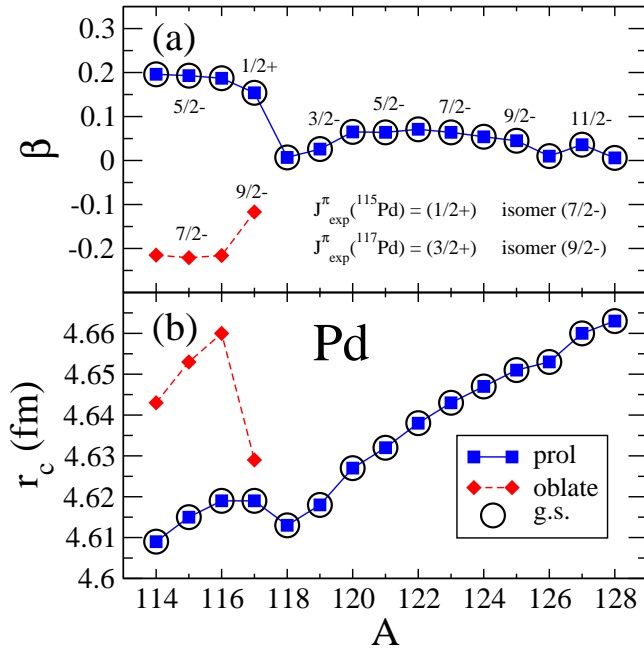 0.3
(a)
1/2+
0.2
5/2-
3/2-
5/2-
7/2-
9/2-
11/2-
0.1
β
0
9/2-
-0.1
J^π_exp(^115Pd) = (1/2+) isomer (7/2-)
7/2-
J^π_exp(^117Pd) = (3/2+) isomer (9/2-)
-0.2
(b)
Pd
4.66
4.65
4.64
r_c (fm)
4.63
prol
oblate
g.s.
4.62
4.61
4.6
114 116 118 120 122 124 126 128
A